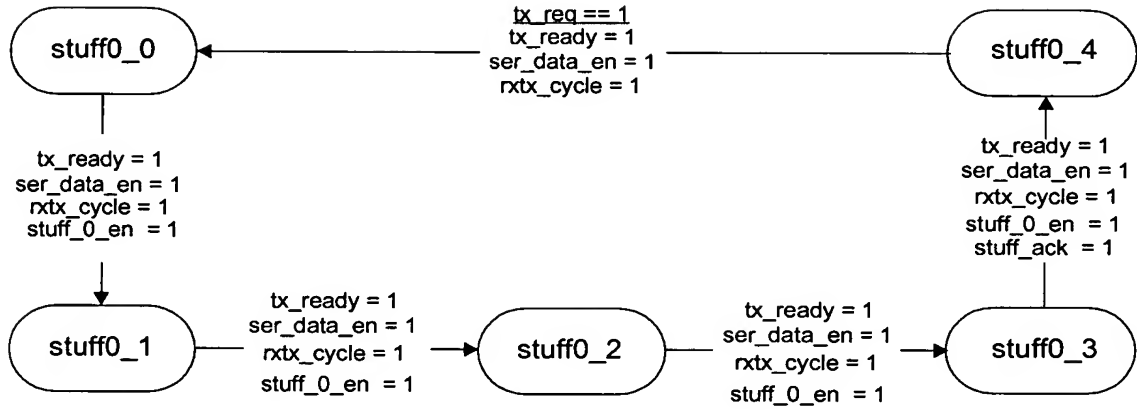 tx_req == 1
tx_ready = 1
ser_data_en = 1
rxtx_cycle = 1
stuff0_0
stuff0_4
tx_ready = 1
ser_data_en = 1
rxtx_cycle = 1
stuff_0_en = 1
tx_ready = 1
ser_data_en = 1
rxtx_cycle = 1
stuff_0_en = 1
stuff_ack = 1
stuff0_1
tx_ready = 1
ser_data_en = 1
rxtx_cycle = 1
stuff_0_en = 1
stuff0_2
tx_ready = 1
ser_data_en = 1
rxtx_cycle = 1
stuff_0_en = 1
stuff0_3